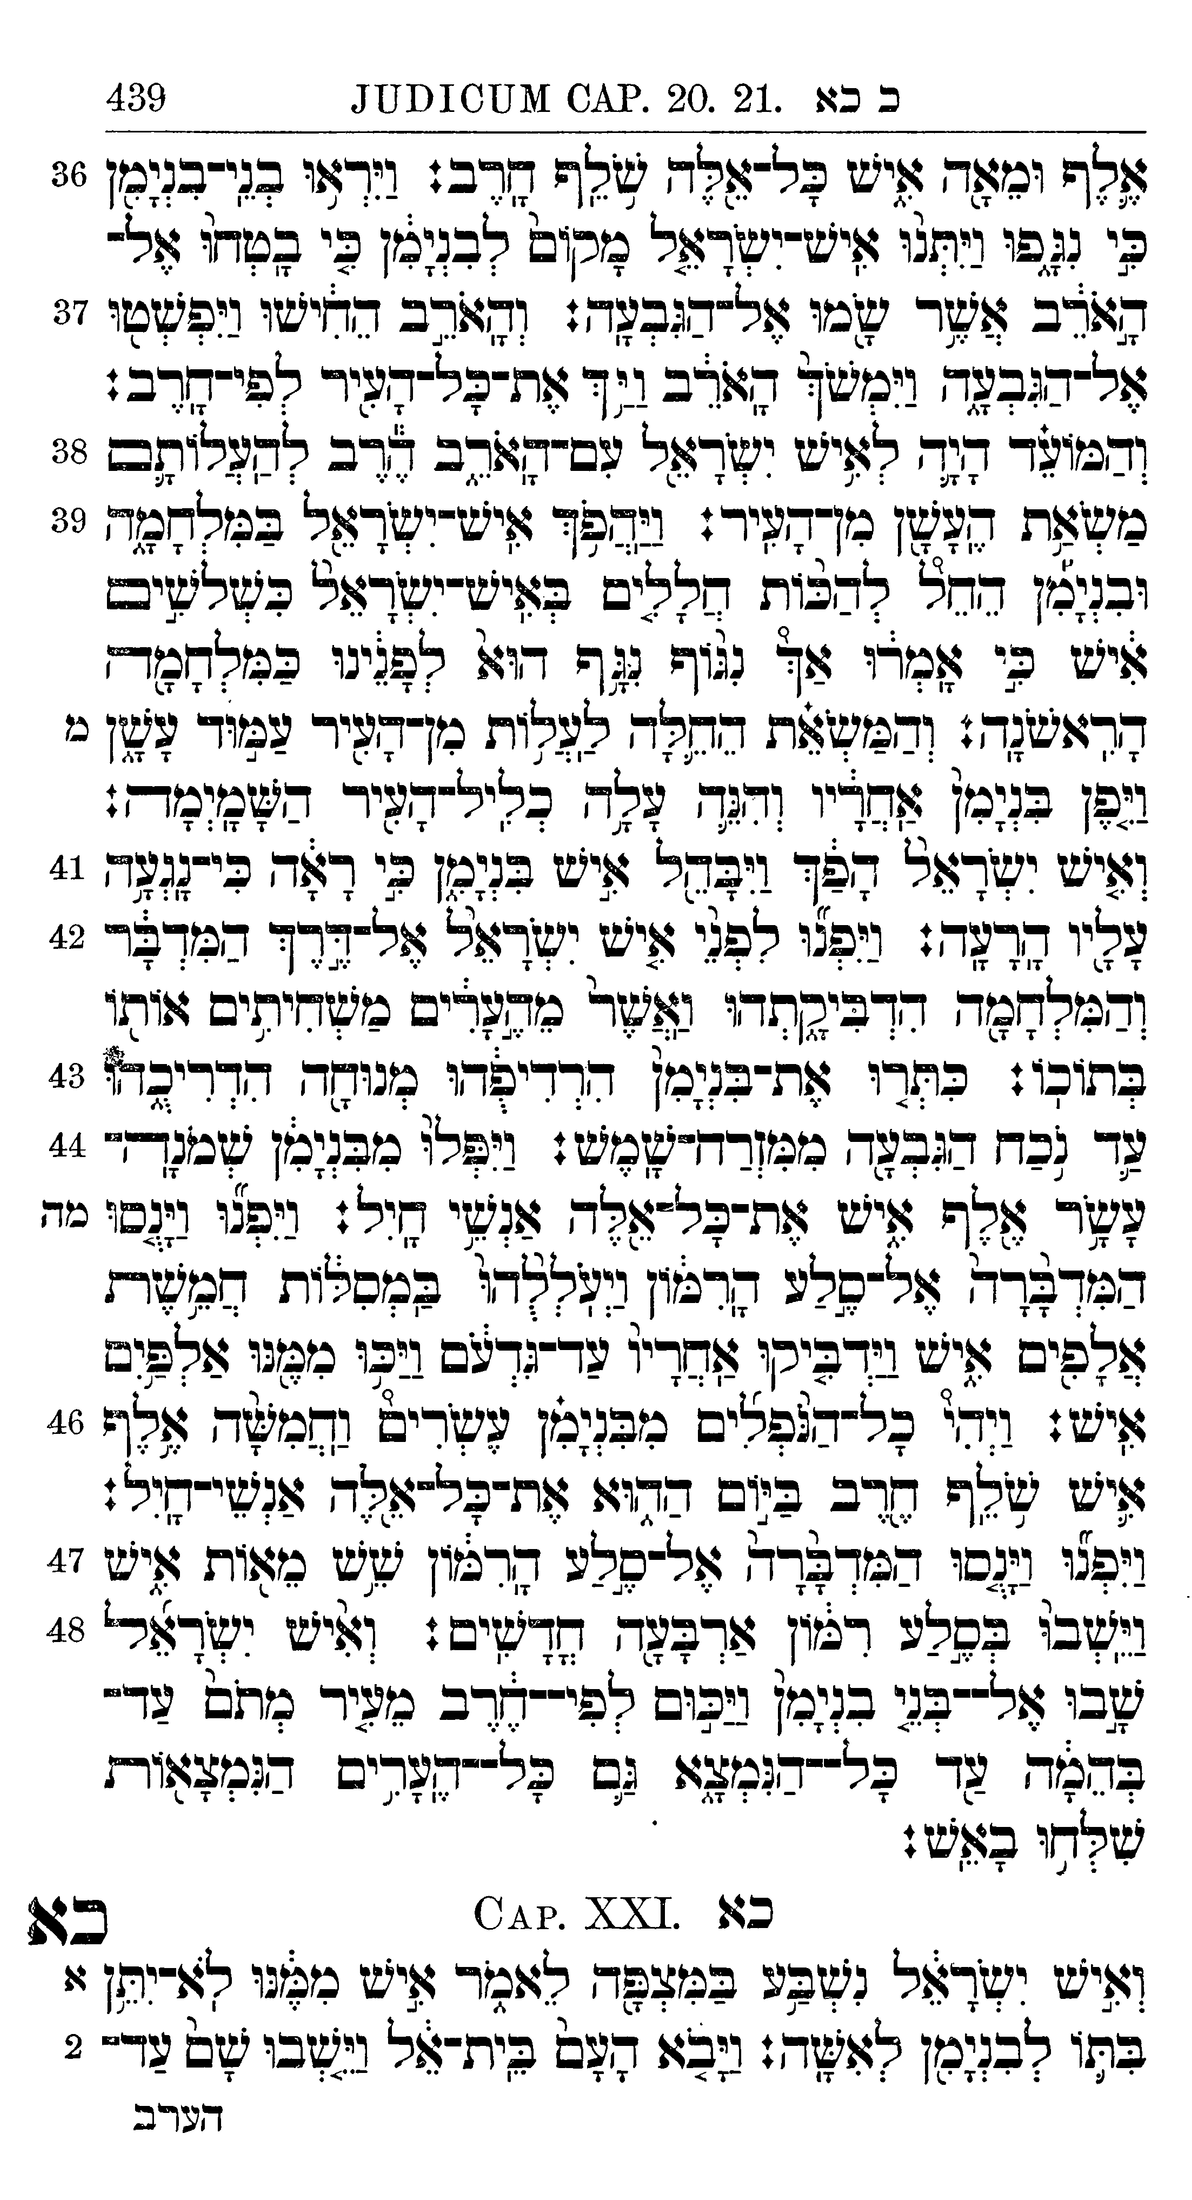 439 JUDICUM CAP. 20. 21. כ כא
אֶ֛לֶף וּמֵאָ֖ה אִ֑ישׁ כָּל־אֵ֖לֶּה שֹׁ֥לֵֽף חָֽרֶב׃ וַיִּרְא֥וּ בְנֵֽי־בִנְיָמִ֖ן 36
כִּ֣י נִגָּ֑פוּ וַיִּתְּנ֨וּ אִֽישׁ־יִשְׂרָאֵ֤ל מָקוֹם֙ לְבִנְיָמִ֔ן כִּ֤י בָֽטְחוּ֙ אֶל־
הָ֣אֹרֵ֔ב אֲשֶׁ֥ר שָׂ֖מוּ אֶל־הַגִּבְעָֽה׃ וְהָֽאֹרֵ֣ב הֵחִ֔ישׁוּ וַֽיִּפְשְׁט֖וּ 37
אֶל־הַגִּבְעָ֑ה וַיִּמְשֹׁךְ֙ הָֽאֹרֵ֔ב וַיַּ֥ךְ אֶת־כָּל־הָעִ֖יר לְפִי־חָֽרֶב׃
וְהַמּוֹעֵ֗ד הָיָ֛ה לְאִ֥ישׁ יִשְׂרָאֵ֖ל עִם־הָֽאֹרֵ֑ב הֶ֕רֶב לְהַֽעֲלוֹתָ֛ם 38
מַשְׂאַ֥ת הֶֽעָשָׁ֖ן מִן־הָעִֽיר׃ וַיַּֽהֲפֹ֥ךְ אִֽישׁ־יִשְׂרָאֵ֖ל בַּמִּלְחָמָ֑ה 39
וּבִנְיָמִ֡ן הֵחֵל֩ לְהַכּ֨וֹת חֲלָלִ֤ים בְּאִֽישׁ־יִשְׂרָאֵל֙ כִּשְׁלֹשִׁ֣ים
אִ֔ישׁ כִּ֣י אָֽמְר֔וּ אַךְ֩ נִגּ֨וֹף נִגָּ֥ף הוּא֙ לְפָנֵ֔ינוּ כַּמִּלְחָמָ֖ה
הָרִֽאשֹׁנָֽה׃ וְהַמַּשְׂאֵ֗ת הֵחֵ֛לָּה לַֽעֲל֥וֹת מִן־הָעִ֖יר עַמּ֣וּד עָשָׁ֑ן מ
וַיִּ֤פֶן בִּנְיָמִן֙ אַֽחֲרָ֔יו וְהִנֵּ֛ה עָלָ֥ה כְלִֽיל־הָעִ֖יר הַשָּׁמָֽיְמָה׃
וְאִ֤ישׁ יִשְׂרָאֵל֙ הָפַ֔ךְ וַיִּבָּהֵ֖ל אִ֣ישׁ בִּנְיָמִ֑ן כִּ֣י רָאָ֔ה כִּי־נָֽגְעָ֥ה 41
עָלָ֖יו הָֽרָעָֽה׃ וַיִּפְנ֞וּ לִפְנֵ֨י אִ֤ישׁ יִשְׂרָאֵל֙ אֶל־דֶּ֣רֶךְ הַמִּדְבָּ֔ר 42
וְהַמִּלְחָמָ֖ה הִדְבִּיקָ֑תְהוּ וַֽאֲשֶׁר֙ מֵהֶ֣עָרִ֔ים מַשְׁחִיתִ֥ים אוֹת֖וֹ
בְּתוֹכֽוֹ׃ כִּתְּר֤וּ אֶת־בִּנְיָמִן֙ הִרְדִיפֻ֔הוּ מְנוּחָ֖ה הִדְרִיכֻ֑הוּ 43
עַ֛ד נֹ֥כַח הַגִּבְעָ֖ה מִמִּזְרַח־שָֽׁמֶשׁ׃ וַֽיִּפְּלוּ֙ מִבִּנְיָמִ֔ן שְׁמֹנָֽה־ 44
עָשָׂ֥ר אֶ֖לֶף אִ֑ישׁ אֶת־כָּל־אֵ֖לֶּה אַנְשֵׁ֥י חָֽיִל׃ וַיִּפְנ֞וּ וַיָּנֻ֤סוּ מה
הַמִּדְבָּ֨רָה֙ אֶל־סֶ֣לַע הָֽרִמּ֔וֹן וַיְעֹֽלְלֻ֨הוּ֙ בַּֽמְסִלּ֔וֹת חֲמֵ֥שֶׁת
אֲלָפִ֖ים אִ֑ישׁ וַיַּדְבִּ֤יקוּ אַֽחֲרָיו֙ עַד־גִּדְעֹ֔ם וַיַּכּ֥וּ מִמֶּ֖נּוּ אַלְפַּ֥יִם
אִֽישׁ׃ וַיְהִי֩ כָל־הַנֹּ֨פְלִ֜ים מִבִּנְיָמִ֗ן עֶשְׂרִים֩ וַֽחֲמִשָּׁ֨ה אֶ֥לֶף 46
אִ֛ישׁ שֹׁ֥לֵֽף חֶ֖רֶב בַּיּ֣וֹם הַה֑וּא אֶת־כָּל־אֵ֖לֶּה אַנְשֵׁי־חָֽיִל׃
וַיִּפְנ֞וּ וַיָּנֻ֤סוּ הַמִּדְבָּ֨רָה֙ אֶל־סֶ֣לַע הָֽרִמּ֔וֹן שֵׁ֥שׁ מֵא֖וֹת אִ֑ישׁ 47
וַיֵּֽשְׁבוּ֙ בְּסֶ֣לַע רִמּ֔וֹן אַרְבָּעָ֖ה חֳדָשִֽׁים׃ וְאִ֨ישׁ יִשְׂרָאֵ֜ל 48
שָׁ֣בוּ אֶל־בְּנֵ֤י בִנְיָמִן֙ וַיַּכּ֣וּם לְפִי־חֶ֔רֶב מֵעִ֤יר מְתֹם֙ עַד־
בְּהֵמָ֔ה עַ֖ד כָּל־הַנִּמְצָ֑א גַּ֛ם כָּל־הֶֽעָרִ֥ים הַנִּמְצָא֖וֹת
שִׁלְּח֥וּ בָאֵֽשׁ׃
כא CAP. XXI. כא
וְאִ֣ישׁ יִשְׂרָאֵ֔ל נִשְׁבַּ֥ע בַּמִּצְפָּ֖ה לֵאמֹ֑ר אִ֣ישׁ מִמֶּ֔נּוּ לֹֽא־יִתֵּ֥ן א
בִּתּ֛וֹ לְבִנְיָמִ֖ן לְאִשָּֽׁה׃ וַיָּבֹ֤א הָעָם֙ בֵּֽית־אֵ֔ל וַיֵּ֤שְׁבוּ שָׁם֙ עַד־ 2
הערב